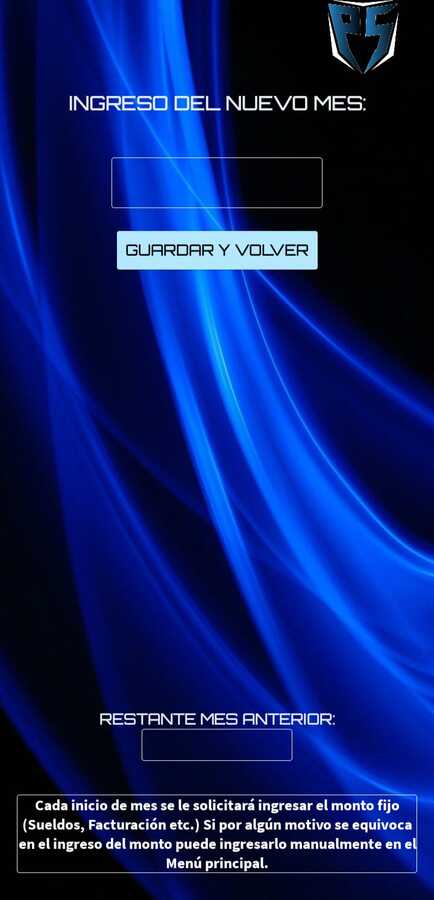 PS
INGRESO DEL NUEVO MES:
GUARDAR Y VOLVER
RESTANTE MES ANTERIOR:
Cada inicio de mes se le solicitará ingresar el monto fijo
(Sueldos, Facturación etc.) Si por algún motivo se equivoca
en el ingreso del monto puede ingresarlo manualmente en el
Menú principal.